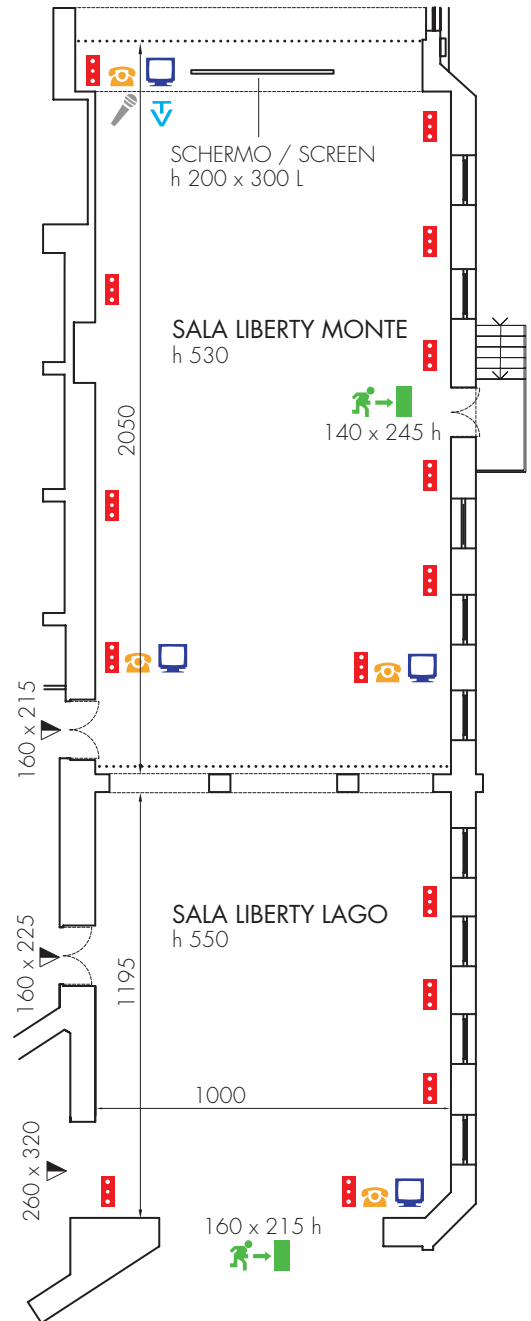 SCHERMO / SCREEN
h 200 x 300 L
SALA LIBERTY MONTE
h 530
2050
140 x 245 h
160 x 215
SALA LIBERTY LAGO
h 550
160 x 225
1195
1000
260 x 320
160 x 215 h
TV